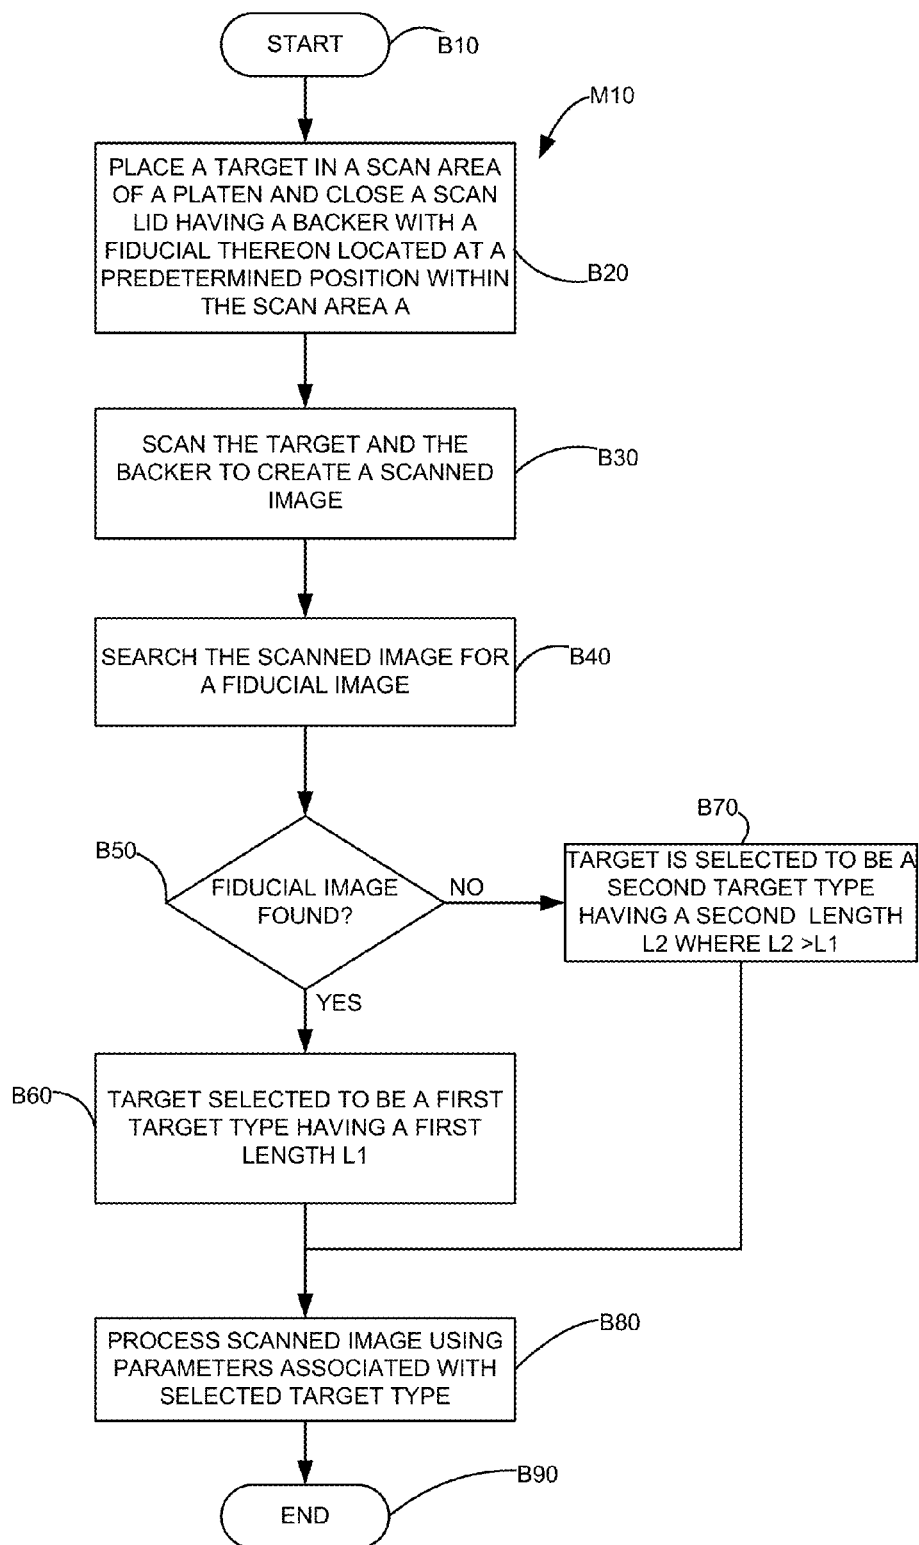 START
B10
M10
PLACE A TARGET IN A SCAN AREA
OF A PLATEN AND CLOSE A SCAN
LID HAVING A BACKER WITH A
FIDUCIAL THEREON LOCATED AT A
PREDETERMINED POSITION WITHIN
THE SCAN AREA A
B20
SCAN THE TARGET AND THE
BACKER TO CREATE A SCANNED
IMAGE
B30
SEARCH THE SCANNED IMAGE FOR
A FIDUCIAL IMAGE
B40
B50
FIDUCIAL IMAGE
FOUND?
NO
YES
B70
TARGET IS SELECTED TO BE A
SECOND TARGET TYPE
HAVING A SECOND LENGTH
L2 WHERE L2 >L1
B60
TARGET SELECTED TO BE A FIRST
TARGET TYPE HAVING A FIRST
LENGTH L1
PROCESS SCANNED IMAGE USING
PARAMETERS ASSOCIATED WITH
SELECTED TARGET TYPE
B80
END
B90